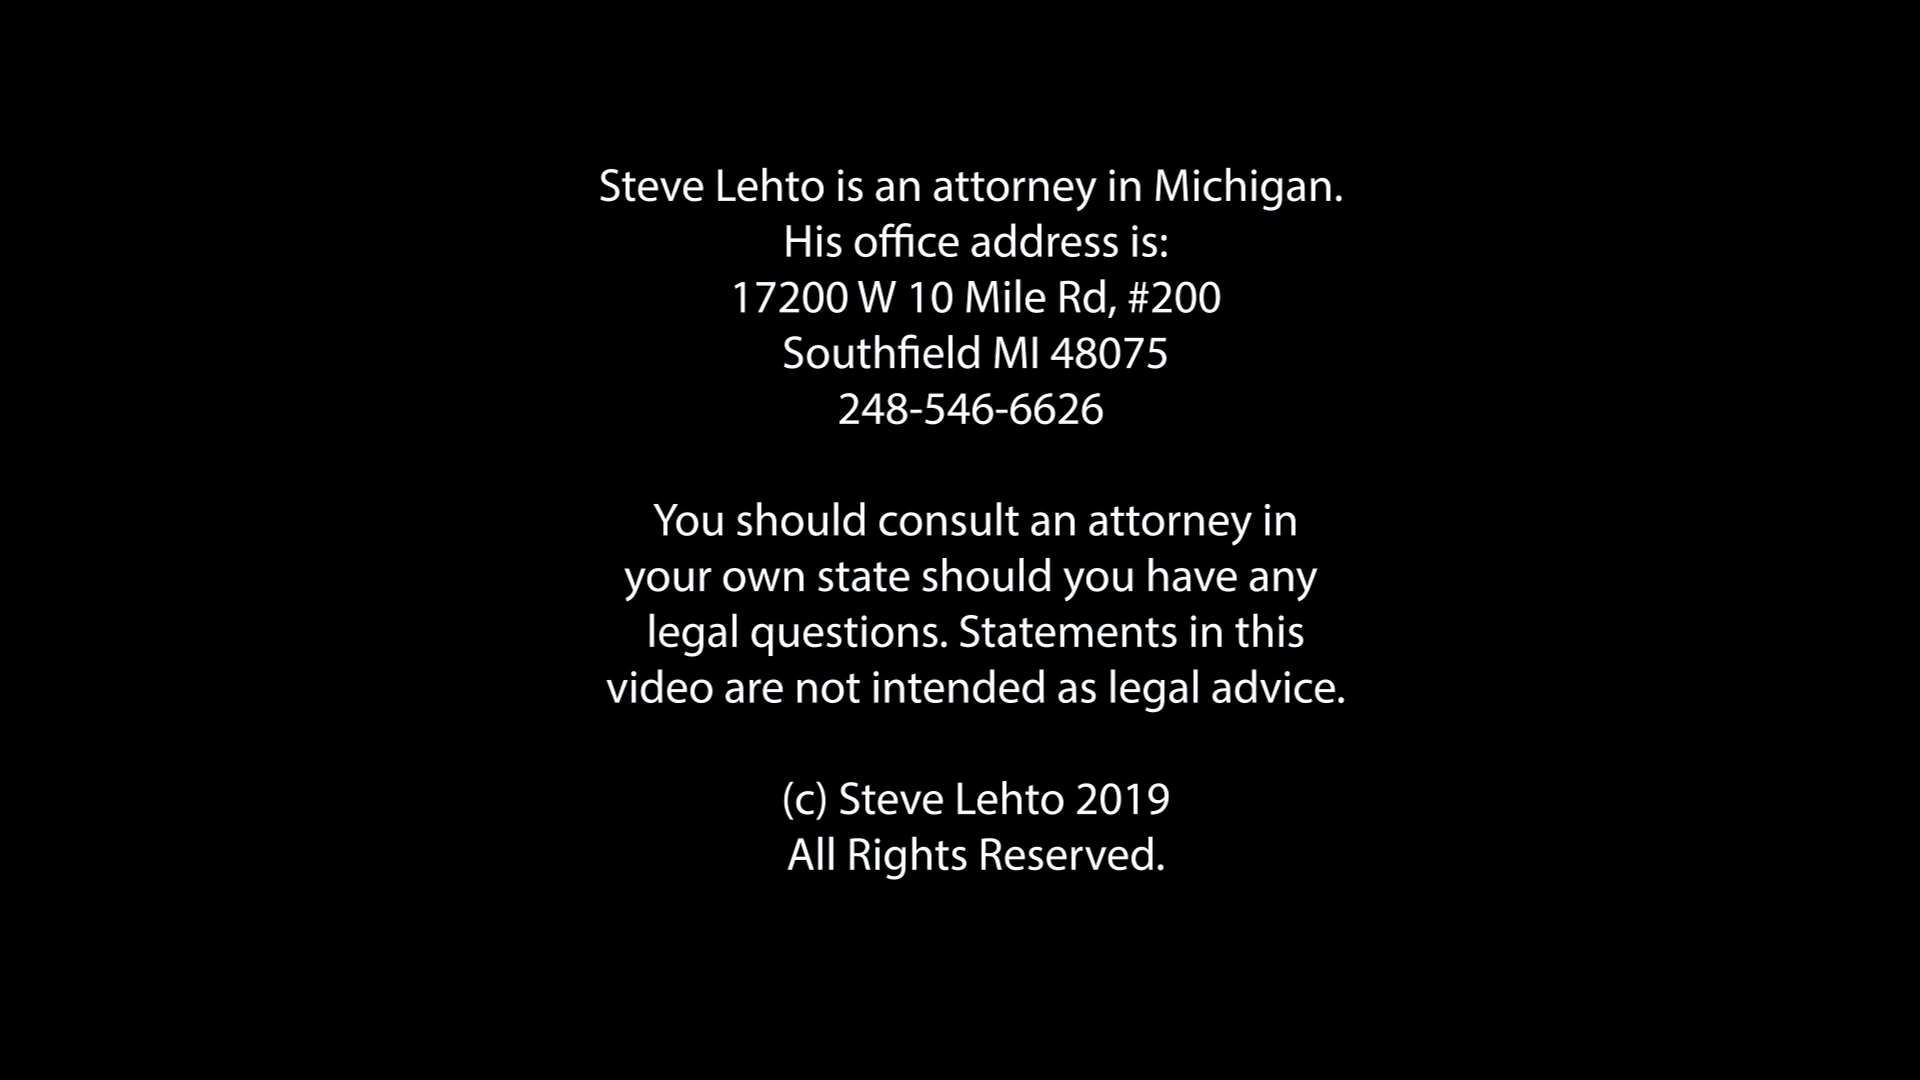 Steve Lehto is an attorney in Michigan.
His office address is:
17200 W 10 Mile Rd, #200
Southfield MI 48075
248-546-6626
You should consult an attorney in
your own state should you have any
legal questions. Statements in this
video are not intended as legal advice.
(c) Steve Lehto 2019
All Rights Reserved.